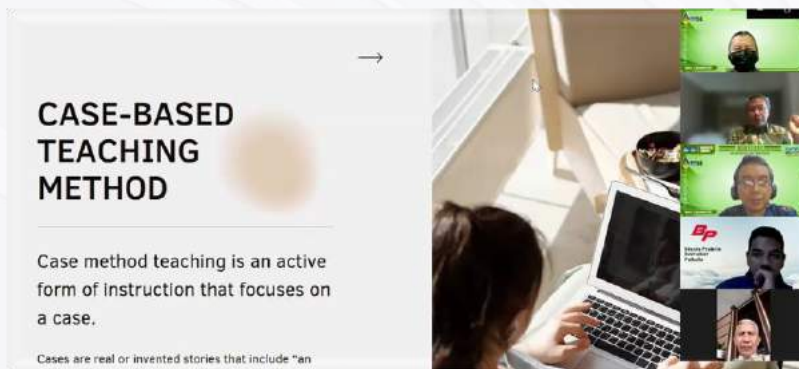 CASE-BASED
TEACHING
METHOD
Case method teaching is an active
form of instruction that focuses on
a case.
Cases are real or invented stories that include "an
BP